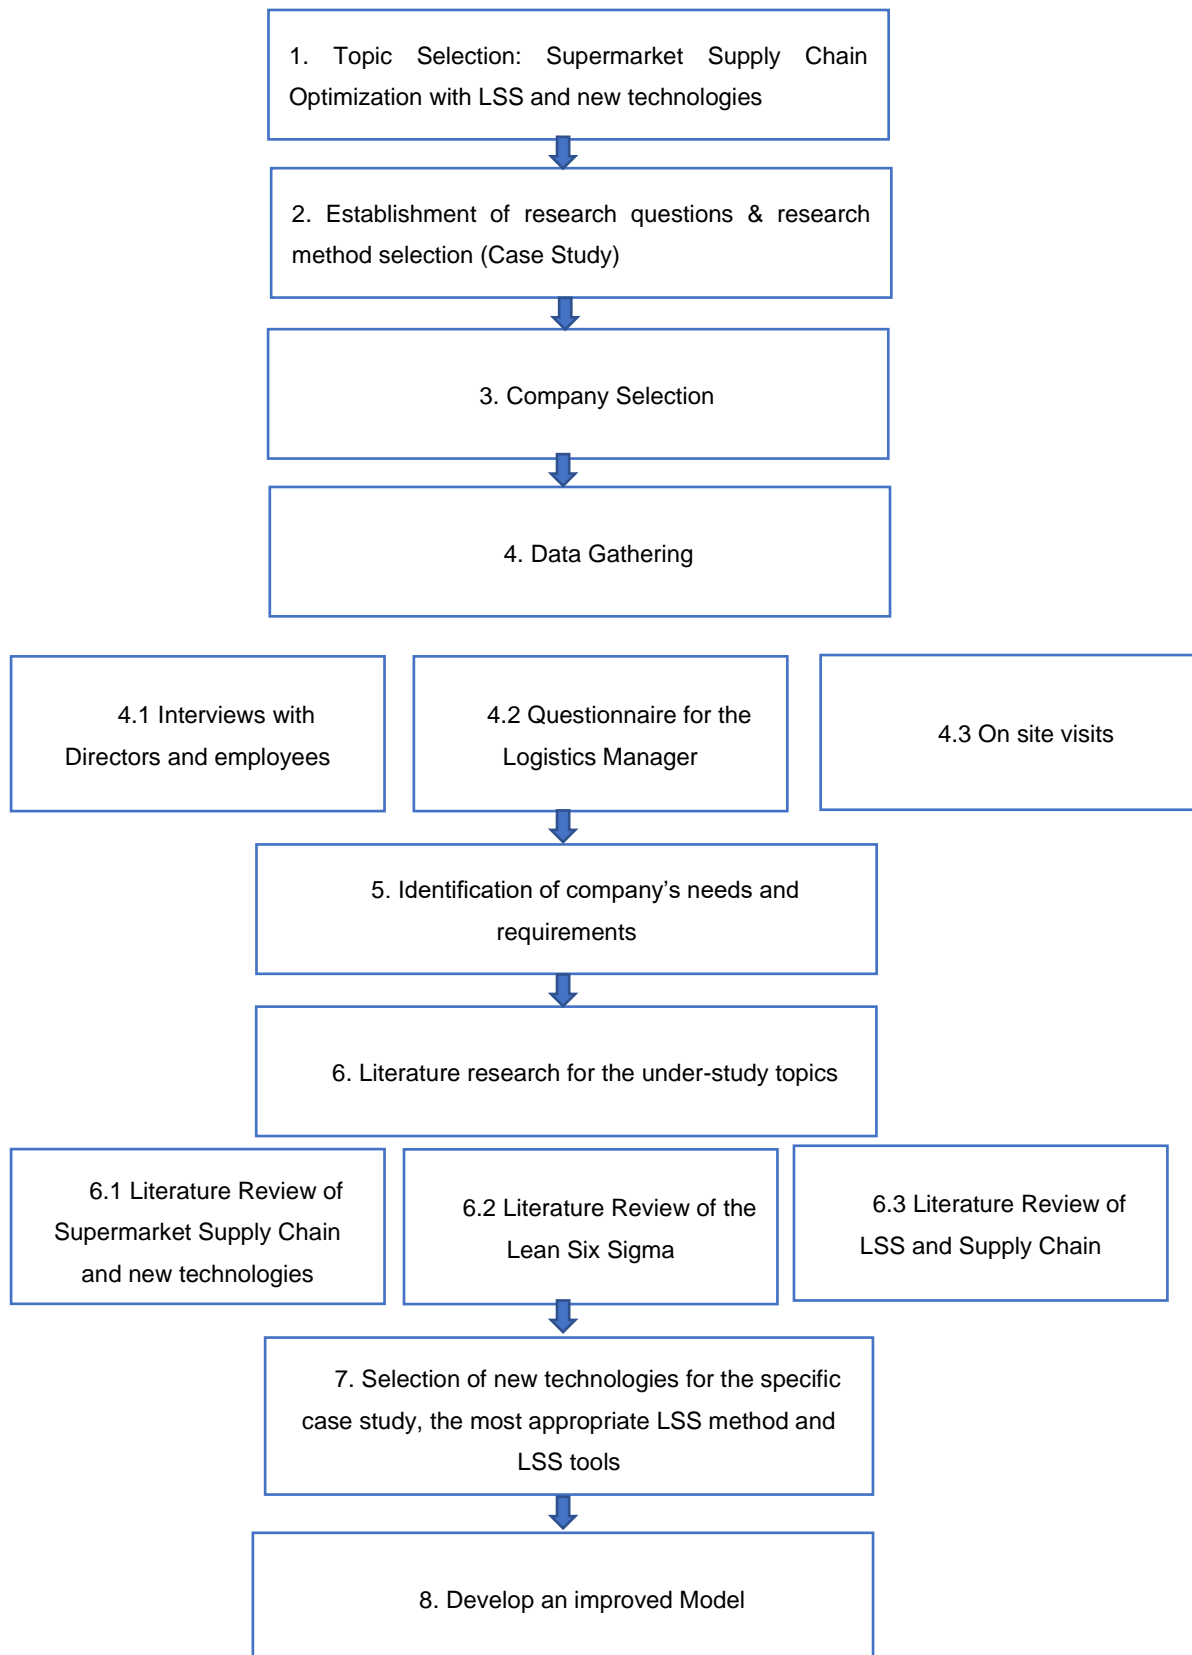 1. Topic Selection: Supermarket Supply Chain
Optimization with LSS and new technologies
2. Establishment of research questions & research
method selection (Case Study)
3. Company Selection
4. Data Gathering
4.1 Interviews with
Directors and employees
4.2 Questionnaire for the
Logistics Manager
4.3 On site visits
5. Identification of company’s needs and
requirements
6. Literature research for the under-study topics
6.1 Literature Review of
Supermarket Supply Chain
and new technologies
6.2 Literature Review of the
Lean Six Sigma
6.3 Literature Review of
LSS and Supply Chain
7. Selection of new technologies for the specific
case study, the most appropriate LSS method and
LSS tools
8. Develop an improved Model